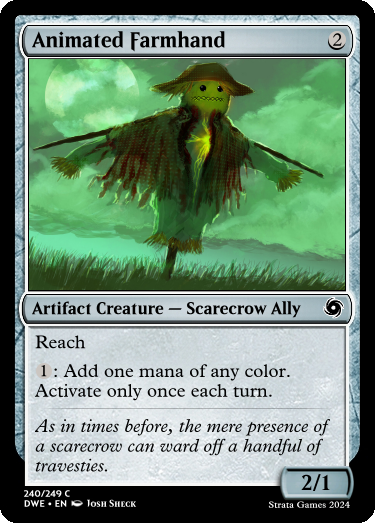 Animated Farmhand 2
Artifact Creature — Scarecrow Ally
Reach
1: Add one mana of any color.
Activate only once each turn.
As in times before, the mere presence of
a scarecrow can ward off a handful of
travesties.
2/1
240/249 C
DWE • EN Josh Sheck
Strata Games 2024